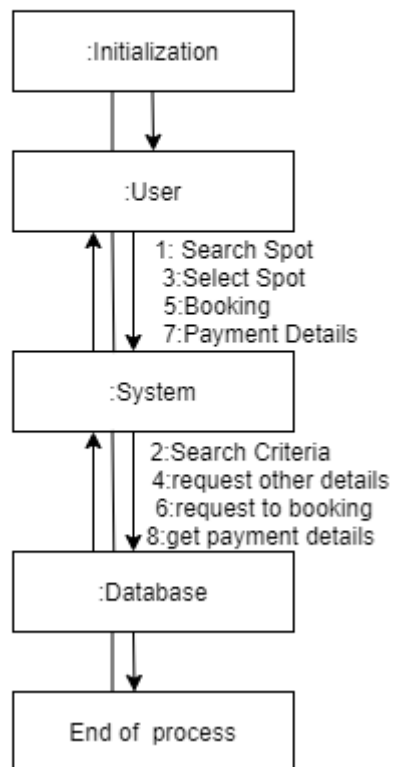 :Initialization
:User
1: Search Spot
3:Select Spot
5:Booking
7:Payment Details
:System
2:Search Criteria
4:request other details
6:request to booking
8:get payment details
:Database
End of process